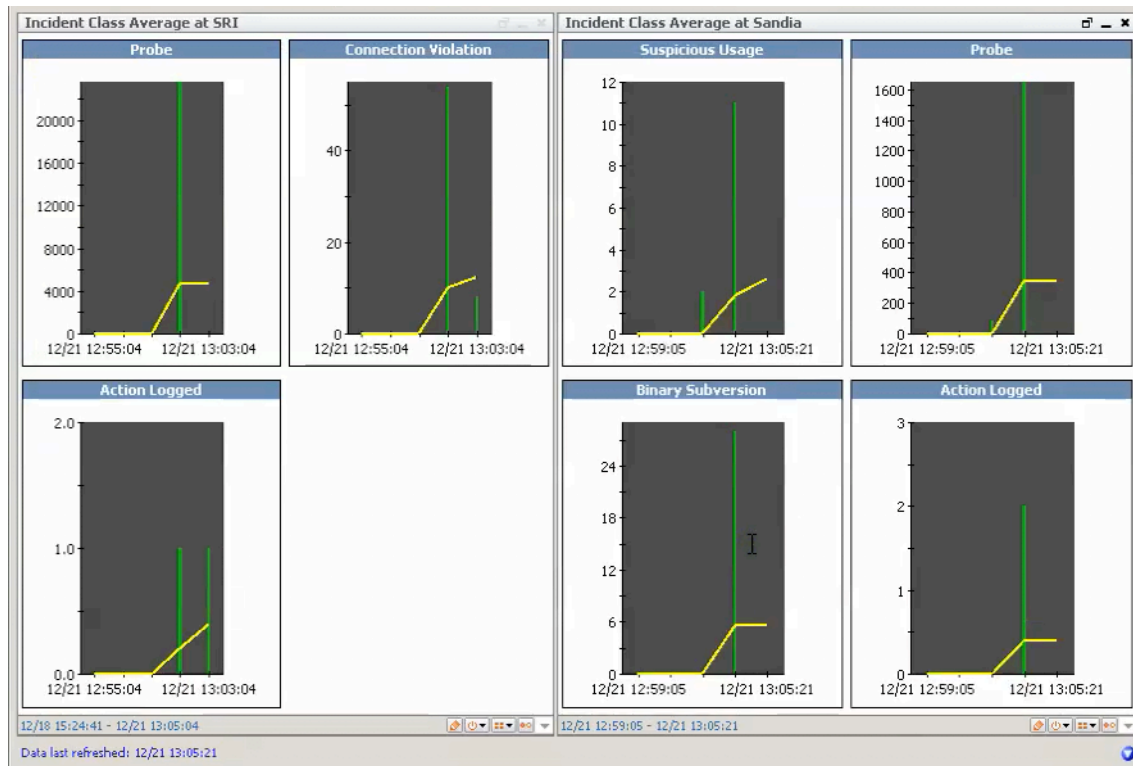 Incident Class Average at SRI
Probe
20000
16000
12000
8000
4000
0
12/21 12:55:04 12/21 13:03:04
Connection Violation
40
20
0
12/21 12:55:04 12/21 13:03:04
Action Logged
2.0
1.0
0.0
12/21 12:55:04 12/21 13:03:04
12/18 15:24:41 - 12/21 13:05:04
Incident Class Average at Sandia
Suspicious Usage
12
10
8
6
4
2
0
12/21 12:59:05 12/21 13:05:21
Probe
1600
1400
1200
1000
800
600
400
200
0
12/21 12:59:05 12/21 13:05:21
Binary Subversion
24
18
12
6
0
12/21 12:59:05 12/21 13:05:21
Action Logged
3
2
1
0
12/21 12:59:05 12/21 13:05:21
12/21 12:59:05 - 12/21 13:05:21
Data last refreshed: 12/21 13:05:21